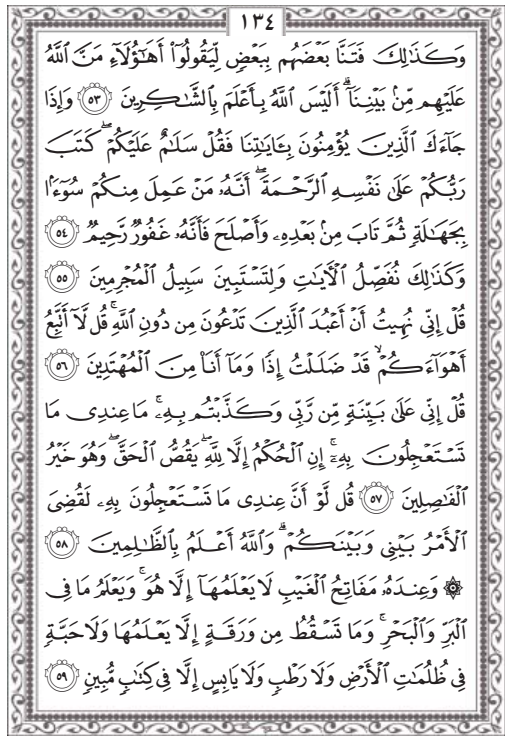 ١٣٤
وَكَذَٰلِكَ فَتَنَّا بَعْضَهُم بِبَعْضٍ لِّيَقُولُوٓا۟ أَهَـٰٓؤُلَآءِ مَنَّ ٱللَّهُ
عَلَيْهِم مِّنۢ بَيْنِنَآ ۗ أَلَيْسَ ٱللَّهُ بِأَعْلَمَ بِٱلشَّـٰكِرِينَ ٥٣ وَإِذَا
جَآءَكَ ٱلَّذِينَ يُؤْمِنُونَ بِـَٔايَـٰتِنَا فَقُلْ سَلَـٰمٌ عَلَيْكُمْ ۖ كَتَبَ
رَبُّكُمْ عَلَىٰ نَفْسِهِ ٱلرَّحْمَةَ ۖ أَنَّهُۥ مَنْ عَمِلَ مِنكُمْ سُوٓءًۢا
بِجَهَـٰلَةٍ ثُمَّ تَابَ مِنۢ بَعْدِهِۦ وَأَصْلَحَ فَأَنَّهُۥ غَفُورٌ رَّحِيمٌ ٥٤
وَكَذَٰلِكَ نُفَصِّلُ ٱلْـَٔايَـٰتِ وَلِتَسْتَبِينَ سَبِيلُ ٱلْمُجْرِمِينَ ٥٥
قُلْ إِنِّى نُهِيتُ أَنْ أَعْبُدَ ٱلَّذِينَ تَدْعُونَ مِن دُونِ ٱللَّهِ ۚ قُل لَّآ أَتَّبِعُ
أَهْوَآءَكُمْ ۙ قَدْ ضَلَلْتُ إِذًا وَمَآ أَنَا۠ مِنَ ٱلْمُهْتَدِينَ ٥٦
قُلْ إِنِّى عَلَىٰ بَيِّنَةٍ مِّن رَّبِّى وَكَذَّبْتُم بِهِۦ ۚ مَا عِندِى مَا
تَسْتَعْجِلُونَ بِهِۦٓ ۚ إِنِ ٱلْحُكْمُ إِلَّا لِلَّهِ ۖ يَقُصُّ ٱلْحَقَّ ۖ وَهُوَ خَيْرُ
ٱلْفَـٰصِلِينَ ٥٧ قُل لَّوْ أَنَّ عِندِى مَا تَسْتَعْجِلُونَ بِهِۦ لَقُضِىَ
ٱلْأَمْرُ بَيْنِى وَبَيْنَكُمْ ۗ وَٱللَّهُ أَعْلَمُ بِٱلظَّـٰلِمِينَ ٥٨
۞ وَعِندَهُۥ مَفَاتِحُ ٱلْغَيْبِ لَا يَعْلَمُهَآ إِلَّا هُوَ ۚ وَيَعْلَمُ مَا فِى
ٱلْبَرِّ وَٱلْبَحْرِ ۚ وَمَا تَسْقُطُ مِن وَرَقَةٍ إِلَّا يَعْلَمُهَا وَلَا حَبَّةٍ
فِى ظُلُمَـٰتِ ٱلْأَرْضِ وَلَا رَطْبٍ وَلَا يَابِسٍ إِلَّا فِى كِتَـٰبٍ مُّبِينٍ ٥٩